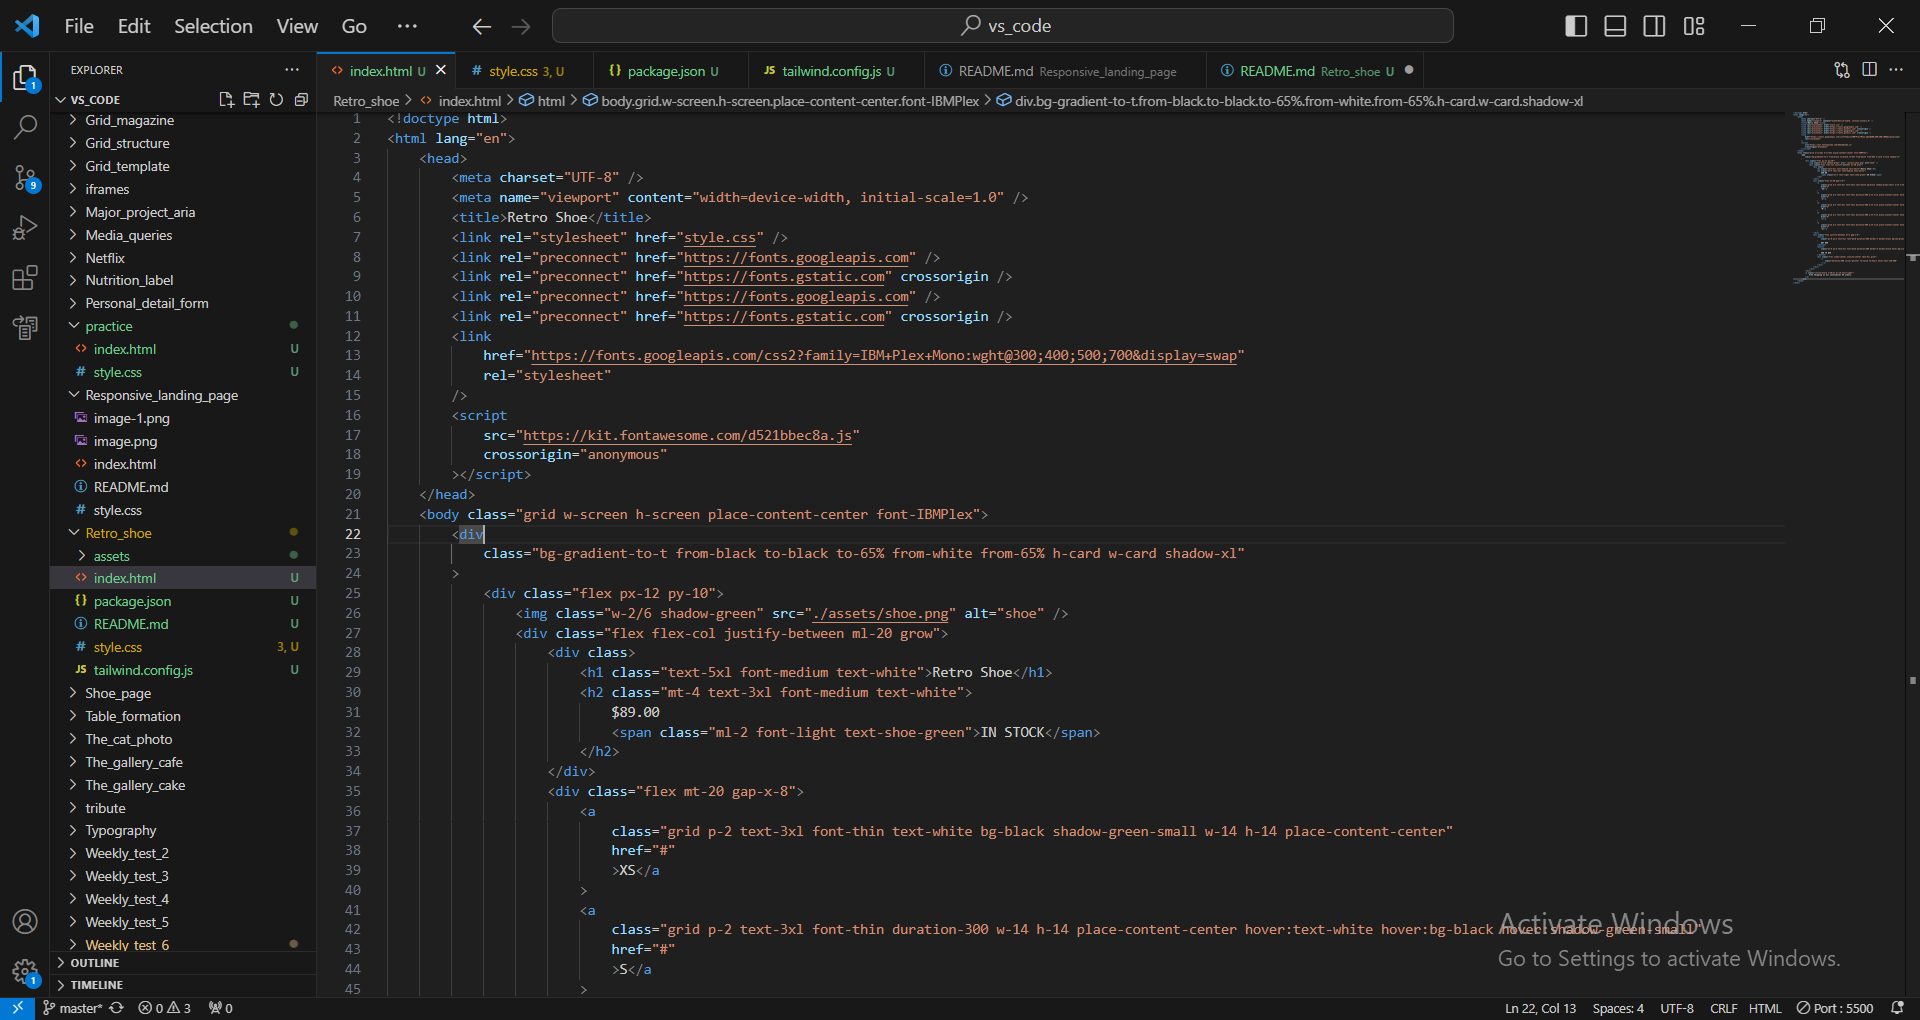 File Edit Selection View Go ··· vs_code
EXPLORER ···
index.html U
style.css 3, U
package.json U
tailwind.config.js U
README.md Responsive_landing_page
README.md Retro_shoe U
VS_CODE
Retro_shoe > index.html > html > body.grid.w-screen.h-screen.place-content-center.font-IBMPlex > div.bg-gradient-to-t.from-black.to-black.to-65%.from-white.from-65%.h-card.w-card.shadow-xl
Grid_magazine
Grid_structure
Grid_template
iframes
Major_project_aria
Media_queries
Netflix
Nutrition_label
Personal_detail_form
practice
index.html U
style.css U
Responsive_landing_page
image-1.png
image.png
index.html
README.md
style.css
Retro_shoe
assets
index.html U
package.json U
README.md U
style.css 3, U
tailwind.config.js U
Shoe_page
Table_formation
The_cat_photo
The_gallery_cafe
The_gallery_cake
tribute
Typography
Weekly_test_2
Weekly_test_3
Weekly_test_4
Weekly_test_5
Weekly_test_6
OUTLINE
TIMELINE
1 <!doctype html>
2 <html lang="en">
3 <head>
4 <meta charset="UTF-8" />
5 <meta name="viewport" content="width=device-width, initial-scale=1.0" />
6 <title>Retro Shoe</title>
7 <link rel="stylesheet" href="style.css" />
8 <link rel="preconnect" href="https://fonts.googleapis.com" />
9 <link rel="preconnect" href="https://fonts.gstatic.com" crossorigin />
10 <link rel="preconnect" href="https://fonts.googleapis.com" />
11 <link rel="preconnect" href="https://fonts.gstatic.com" crossorigin />
12 <link
13 href="https://fonts.googleapis.com/css2?family=IBM+Plex+Mono:wght@300;400;500;700&display=swap"
14 rel="stylesheet"
15 />
16 <script
17 src="https://kit.fontawesome.com/d521bbec8a.js"
18 crossorigin="anonymous"
19 ></script>
20 </head>
21 <body class="grid w-screen h-screen place-content-center font-IBMPlex">
22 <div
23 class="bg-gradient-to-t from-black to-black to-65% from-white from-65% h-card w-card shadow-xl"
24 >
25 <div class="flex px-12 py-10">
26 <img class="w-2/6 shadow-green" src="./assets/shoe.png" alt="shoe" />
27 <div class="flex flex-col justify-between ml-20 grow">
28 <div class>
29 <h1 class="text-5xl font-medium text-white">Retro Shoe</h1>
30 <h2 class="mt-4 text-3xl font-medium text-white">
31 $89.00
32 <span class="ml-2 font-light text-shoe-green">IN STOCK</span>
33 </h2>
34 </div>
35 <div class="flex mt-20 gap-x-8">
36 <a
37 class="grid p-2 text-3xl font-thin text-white bg-black shadow-green-small w-14 h-14 place-content-center"
38 href="#"
39 >XS</a
40 >
41 <a
42 class="grid p-2 text-3xl font-thin duration-300 w-14 h-14 place-content-center hover:text-white hover:bg-black hover:shadow-green-small"
43 href="#"
44 >S</a
45 >
Activate Windows
Go to Settings to activate Windows.
1
9
1
master* 0 3 0 Ln 22, Col 13 Spaces: 4 UTF-8 CRLF HTML Port : 5500